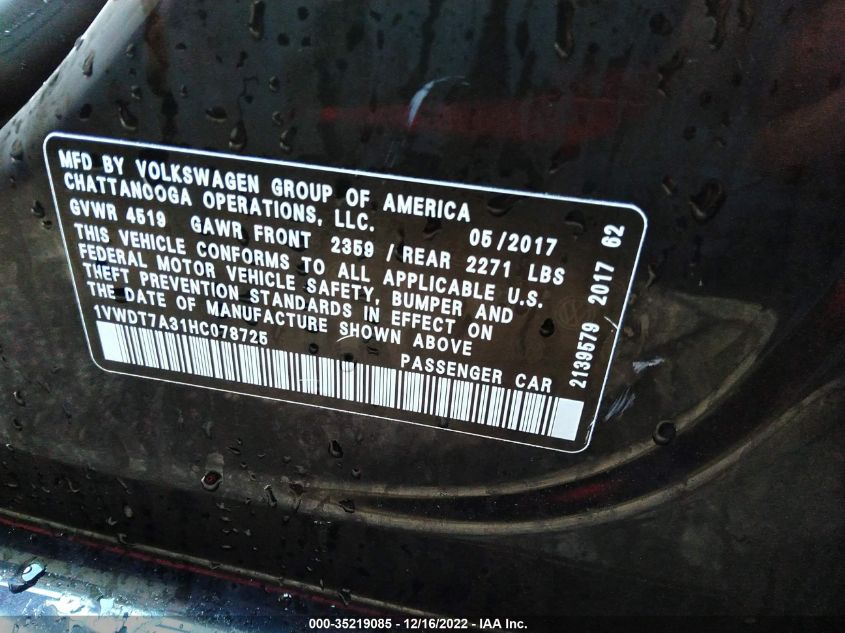 MFD BY VOLKSWAGEN GROUP OF AMERICA
CHATTANOOGA OPERATIONS, LLC.
05/2017
GVWR 4519 GAWR FRONT 2359 / REAR 2271 LBS
THIS VEHICLE CONFORMS TO ALL APPLICABLE U.S.
FEDERAL MOTOR VEHICLE SAFETY, BUMPER AND
THEFT PREVENTION STANDARDS IN EFFECT ON
THE DATE OF MANUFACTURE SHOWN ABOVE
1VWDT7A31HC078725
PASSENGER CAR
2139579 2017 62
000-35219085 - 12/16/2022 - IAA Inc.